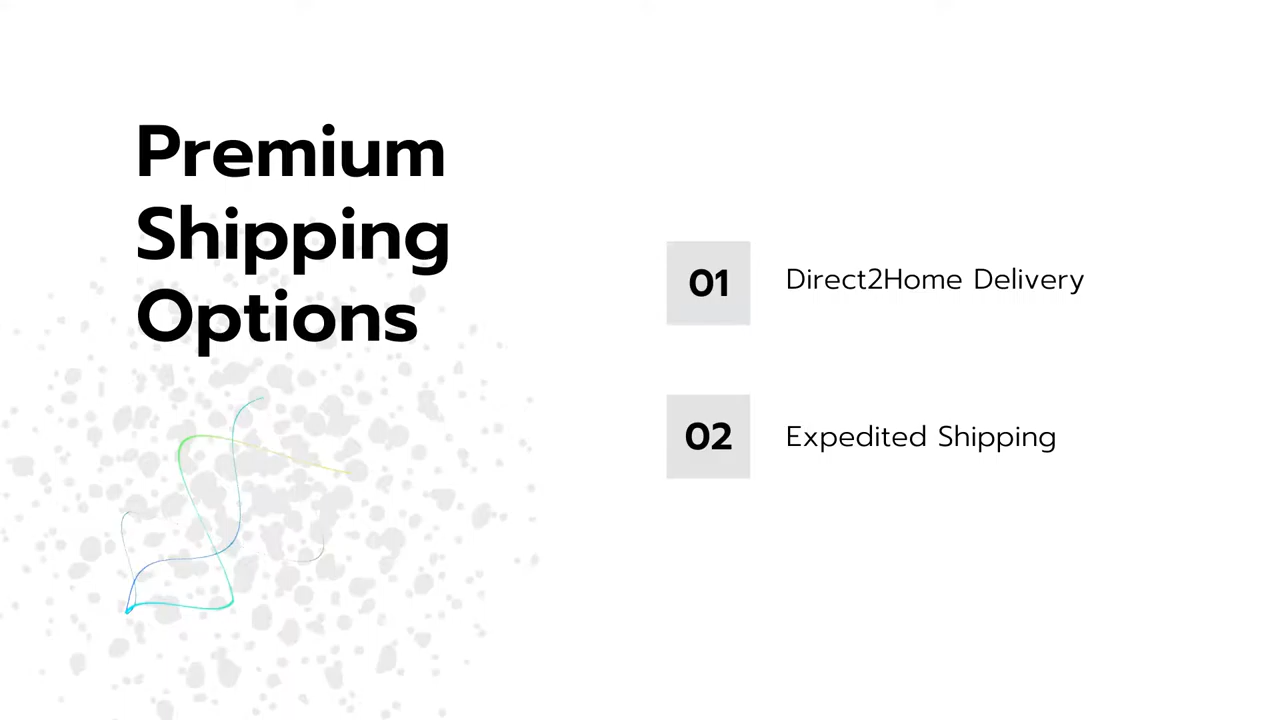 Premium
Shipping
Options
01
Direct2Home Delivery
02
Expedited Shipping